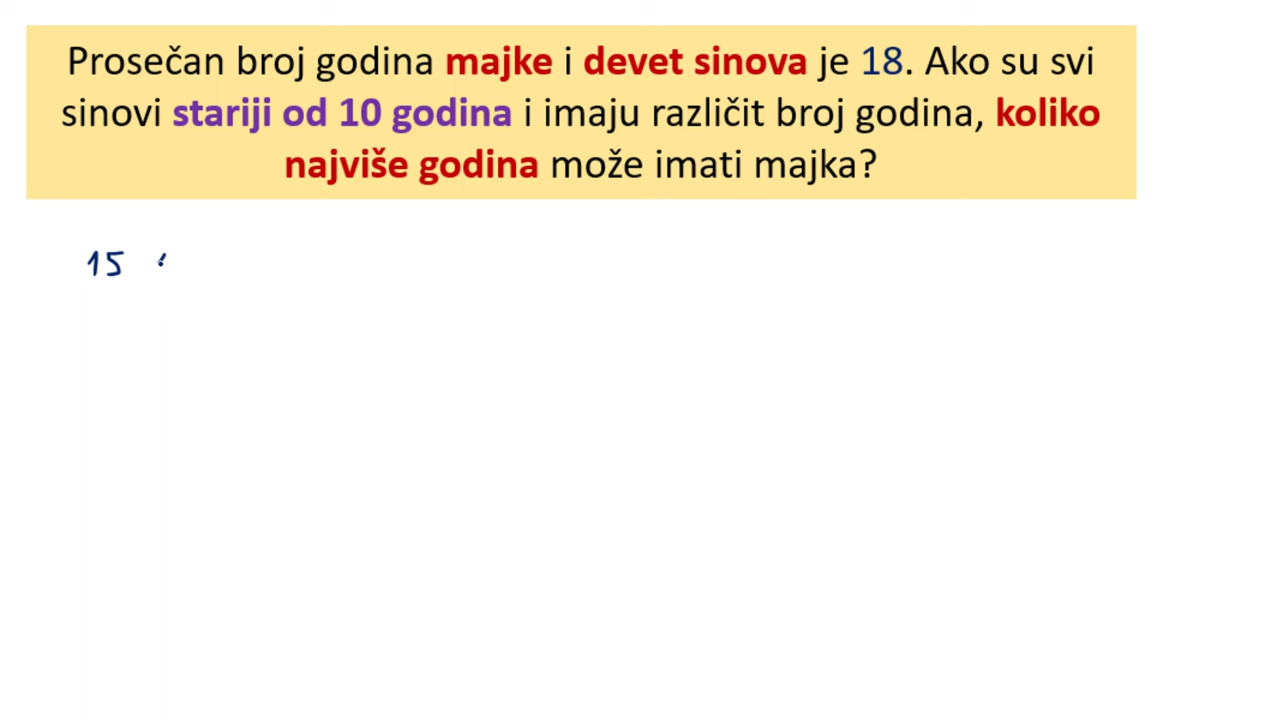 Prosečan broj godina majke i devet sinova je 18. Ako su svi
sinovi stariji od 10 godina i imaju različit broj godina, koliko
najviše godina može imati majka?
15